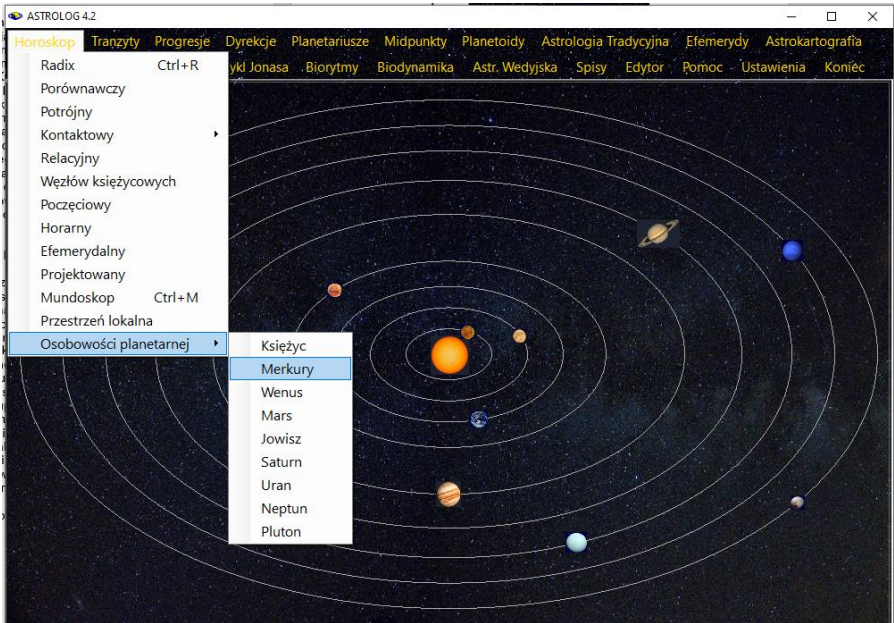 ASTROLOG 4.2
Horoskop Tranzyty Progresje Dyrekcje Planetariusze Midpunkty Planetoidy Astrologia Tradycyjna Efemerydy Astrokartografia
Jonasa Biorytmy Biodynamika Astr. Wedyjska Spisy Edytor Pomoc Ustawienia Koniec
Radix Ctrl+R
Porównawczy
Potrójny
Kontaktowy
Relacyjny
Węzłów księżycowych
Poczęciowy
Horarny
Efemerydalny
Projektowany
Mundoskop Ctrl+M
Przestrzeń lokalna
Osobowości planetarnej
Księżyc
Merkury
Wenus
Mars
Jowisz
Saturn
Uran
Neptun
Pluton